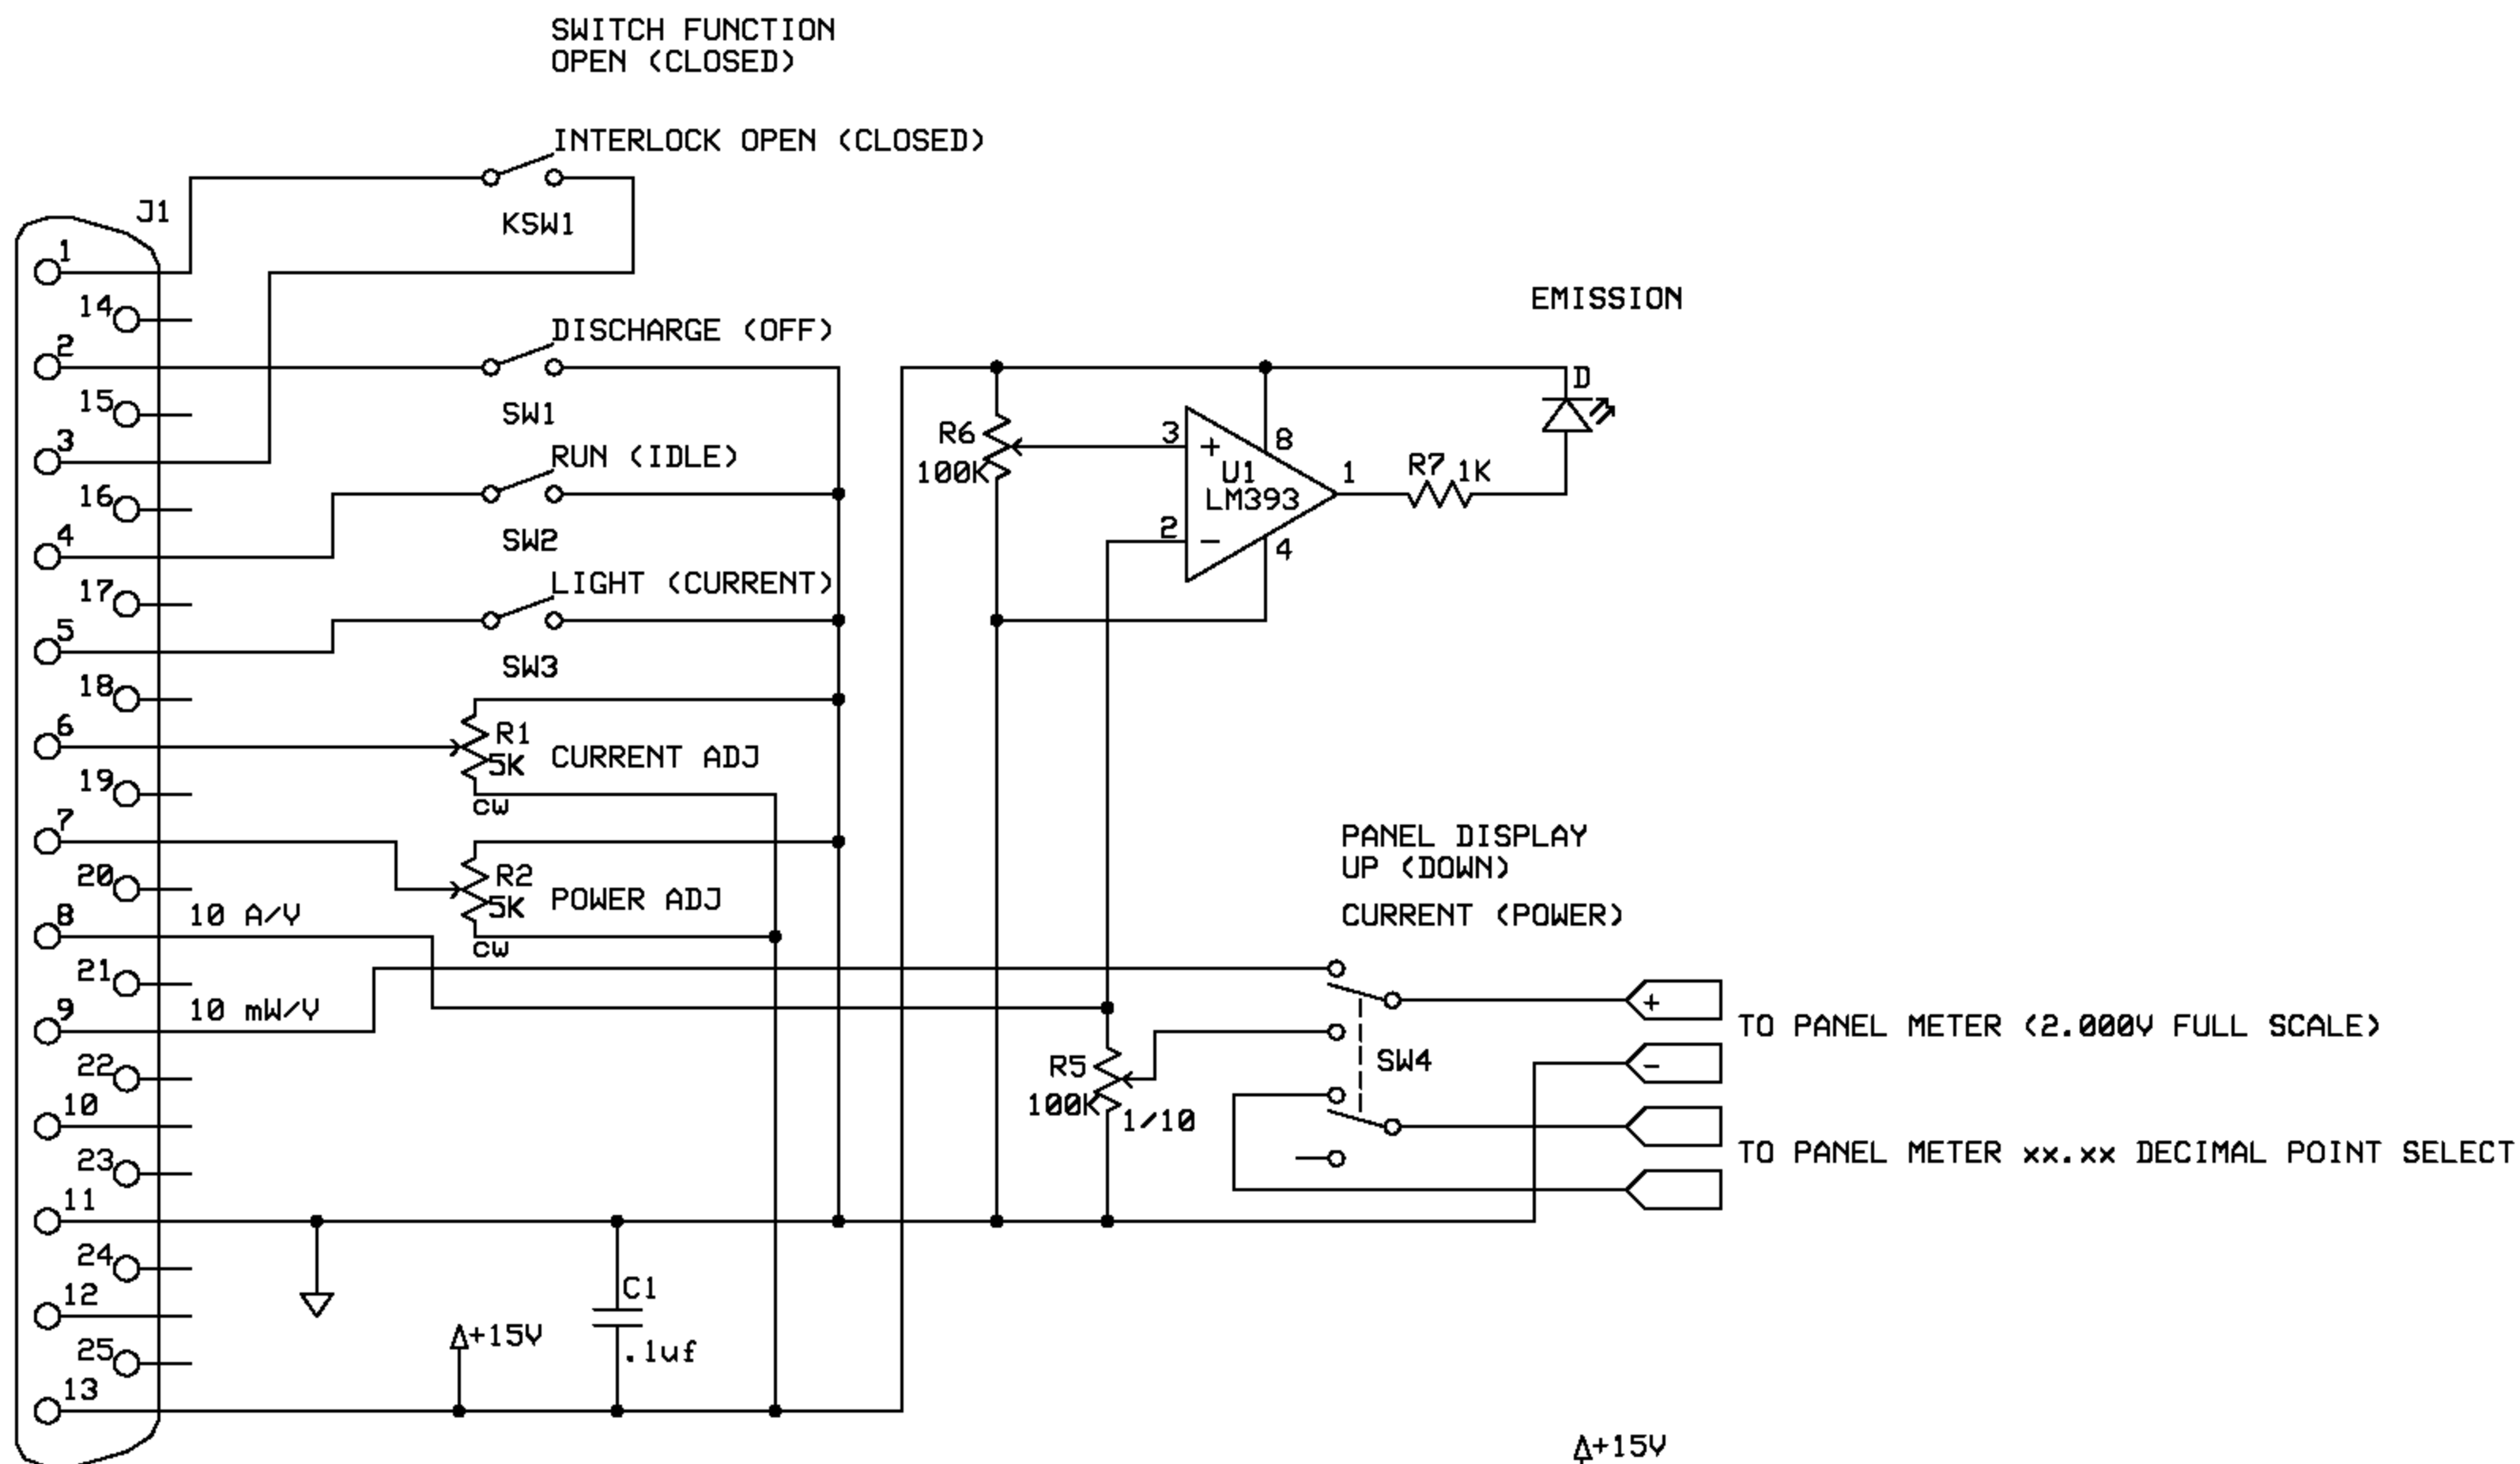 SWITCH FUNCTION
OPEN (CLOSED)
INTERLOCK OPEN (CLOSED)
KSW1
J1
1
14
DISCHARGE (OFF)
2
SW1
15
RUN (IDLE)
3
SW2
16
4
LIGHT (CURRENT)
17
5
SW3
18
6
R1
5K
CURRENT ADJ
cw
19
7
R2
5K
POWER ADJ
cw
20
8
10 A/V
21
9
10 mW/V
22
10
23
11
24
12
25
13
+15V
C1
.1uf
EMISSION
D
R6
100K
3
+
8
U1
LM393
1
R7 1K
2
-
4
PANEL DISPLAY
UP (DOWN)
CURRENT (POWER)
R5
100K
1/10
SW4
+
TO PANEL METER (2.000V FULL SCALE)
-
TO PANEL METER xx.xx DECIMAL POINT SELECT
+15V